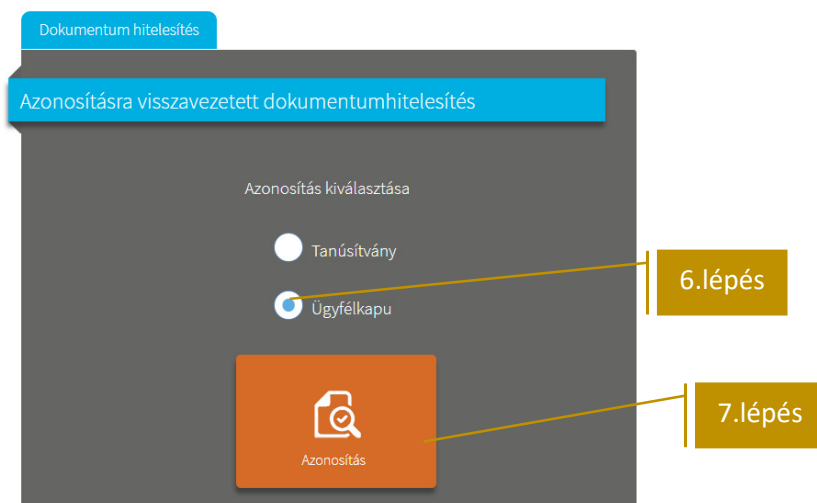 Dokumentum hitelesítés
Azonosításra visszavezetett dokumentumhitelesítés
Azonosítás kiválasztása
Tanúsítvány
6.lépés
Ügyfélkapu
7.lépés
Azonosítás